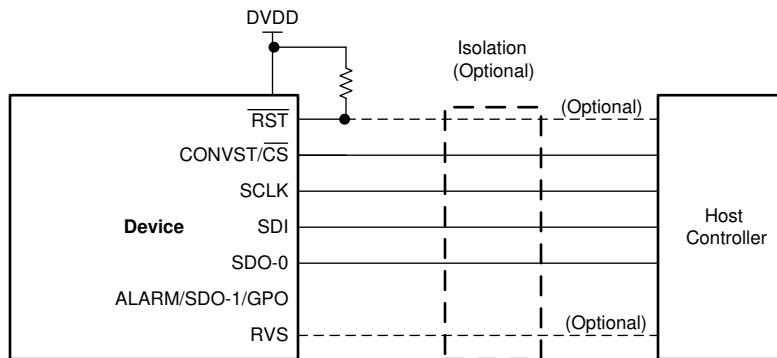 DVDD
Isolation
(Optional)
RST
(Optional)
CONVST/CS
SCLK
Device
SDI
Host
Controller
SDO-0
ALARM/SDO-1/GPO
RVS
(Optional)